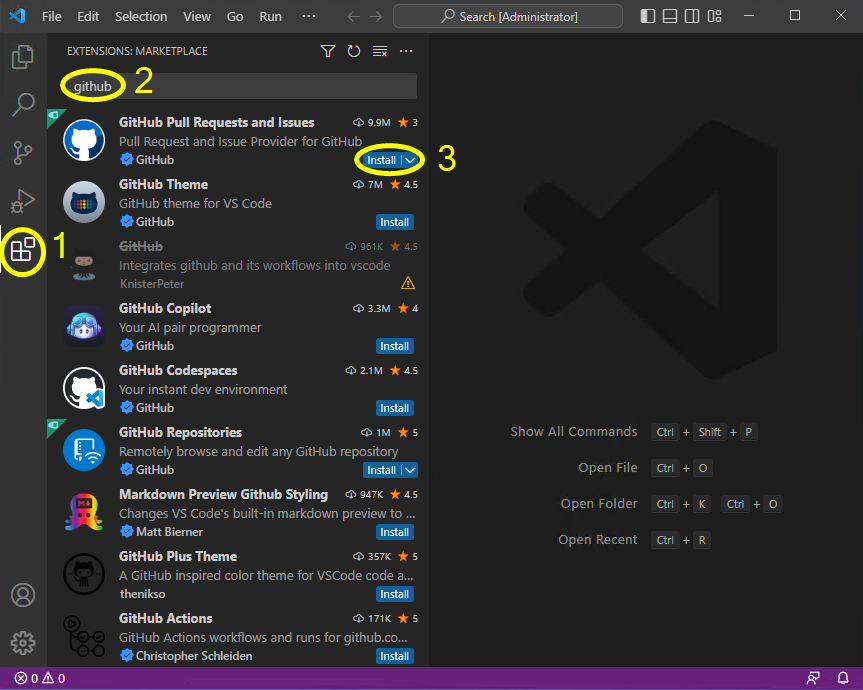 File Edit Selection View Go Run ··· Search [Administrator]
EXTENSIONS: MARKETPLACE
github 2
GitHub Pull Requests and Issues 9.9M 3
Pull Request and Issue Provider for GitHub
GitHub Install 3
GitHub Theme 7M 4.5
GitHub theme for VS Code
GitHub Install
1
GitHub 961K 4.5
Integrates github and its workflows into vscode
KnisterPeter
GitHub Copilot 3.3M 4
Your AI pair programmer
GitHub Install
GitHub Codespaces 2.1M 4.5
Your instant dev environment
GitHub Install
GitHub Repositories 1M 5
Remotely browse and edit any GitHub repository
GitHub Install
Markdown Preview Github Styling 947K 4.5
Changes VS Code's built-in markdown preview to ...
Matt Bierner Install
GitHub Plus Theme 357K 5
A GitHub inspired color theme for VSCode code a...
thenikso Install
GitHub Actions 171K 5
GitHub Actions workflows and runs for github.co...
Christopher Schleiden Install
Show All Commands Ctrl + Shift + P
Open File Ctrl + O
Open Folder Ctrl + K Ctrl + O
Open Recent Ctrl + R
0 0